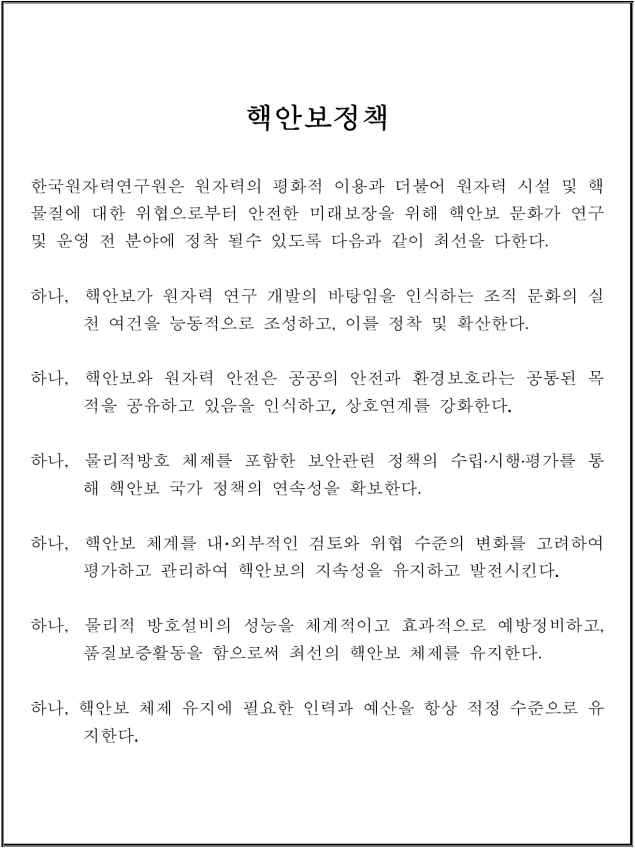 핵안보정책
한국원자력연구원은 원자력의 평화적 이용과 더불어 원자력 시설 및 핵
물질에 대한 위협으로부터 안전한 미래보장을 위해 핵안보 문화가 연구
및 운영 전 분야에 정착 될수 있도록 다음과 같이 최선을 다한다.
하나, 핵안보가 원자력 연구 개발의 바탕임을 인식하는 조직 문화의 실
천 여건을 능동적으로 조성하고, 이를 정착 및 확산한다.
하나, 핵안보와 원자력 안전은 공공의 안전과 환경보호라는 공통된 목
적을 공유하고 있음을 인식하고, 상호연계를 강화한다.
하나, 물리적방호 체제를 포함한 보안관련 정책의 수립·시행·평가를 통
해 핵안보 국가 정책의 연속성을 확보한다.
하나, 핵안보 체계를 내·외부적인 검토와 위협 수준의 변화를 고려하여
평가하고 관리하여 핵안보의 지속성을 유지하고 발전시킨다.
하나, 물리적 방호설비의 성능을 체계적이고 효과적으로 예방정비하고,
품질보증활동을 함으로써 최선의 핵안보 체제를 유지한다.
하나, 핵안보 체제 유지에 필요한 인력과 예산을 항상 적정 수준으로 유
지한다.